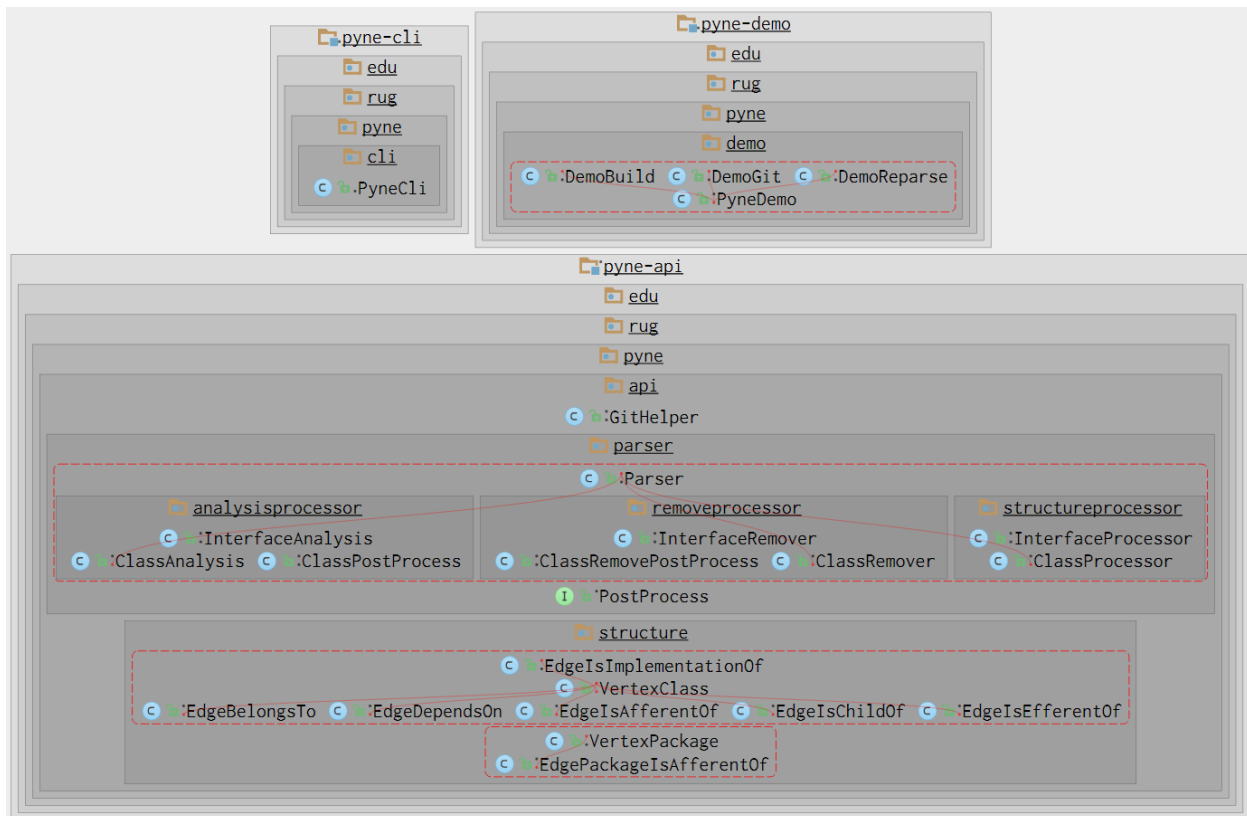 pyne-cli
edu
rug
pyne
cli
PyneCli
pyne-demo
edu
rug
pyne
demo
DemoBuild DemoGit DemoReparse
PyneDemo
pyne-api
edu
rug
pyne
api
GitHelper
parser
Parser
analysisprocessor removeprocessor structureprocessor
InterfaceAnalysis InterfaceRemover InterfaceProcessor
ClassAnalysis ClassPostProcess ClassRemovePostProcess ClassRemover ClassProcessor
PostProcess
structure
EdgeIsImplementationOf
VertexClass
EdgeBelongsTo EdgeDependsOn EdgeIsAfferentOf EdgeIsChildOf EdgeIsEfferentOf
VertexPackage
EdgePackageIsAfferentOf